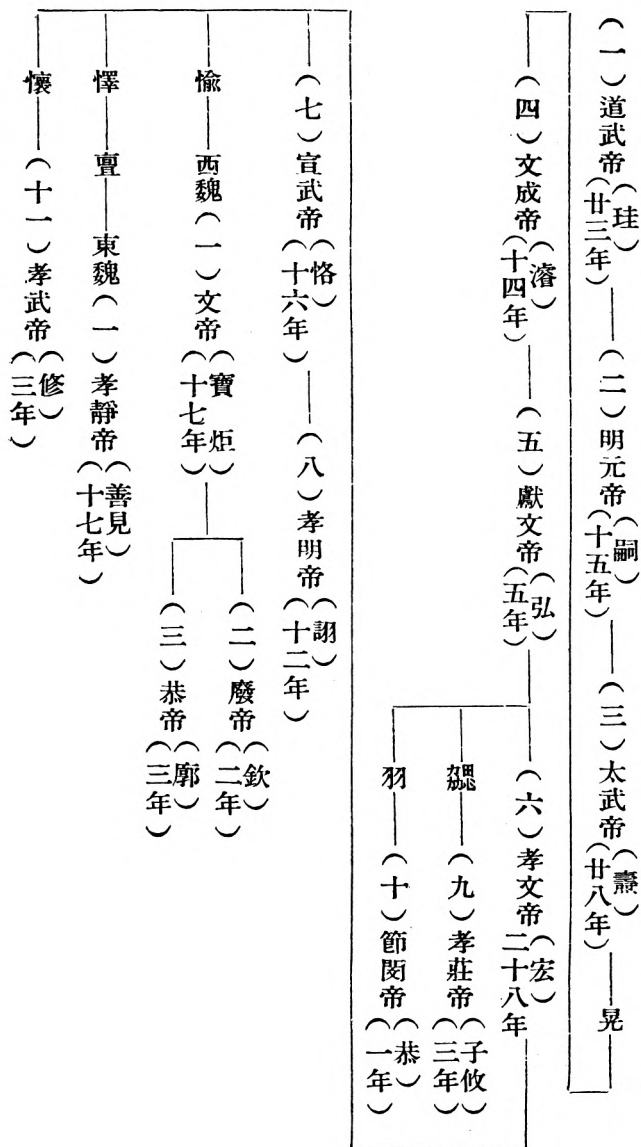 (一)道武帝(珪)(廿三年) (二)明元帝(嗣)(十五年) (三)太武帝(燾)(廿八年) 晃
(四)文成帝(濬)(十四年) (五)獻文帝(弘)(五年)
(六)孝文帝(宏)二十八年
勰 (九)孝莊帝(子攸)(三年)
羽 (十)節閔帝(恭)(一年)
(七)宣武帝(恪)(十六年) (八)孝明帝(詡)(十二年)
愉 西魏(一)文帝(寶炬)(十七年)
(二)廢帝(欽)(二年)
(三)恭帝(廓)(三年)
懌 亶 東魏(一)孝靜帝(善見)(十七年)
懷 (十一)孝武帝(修)(三年)